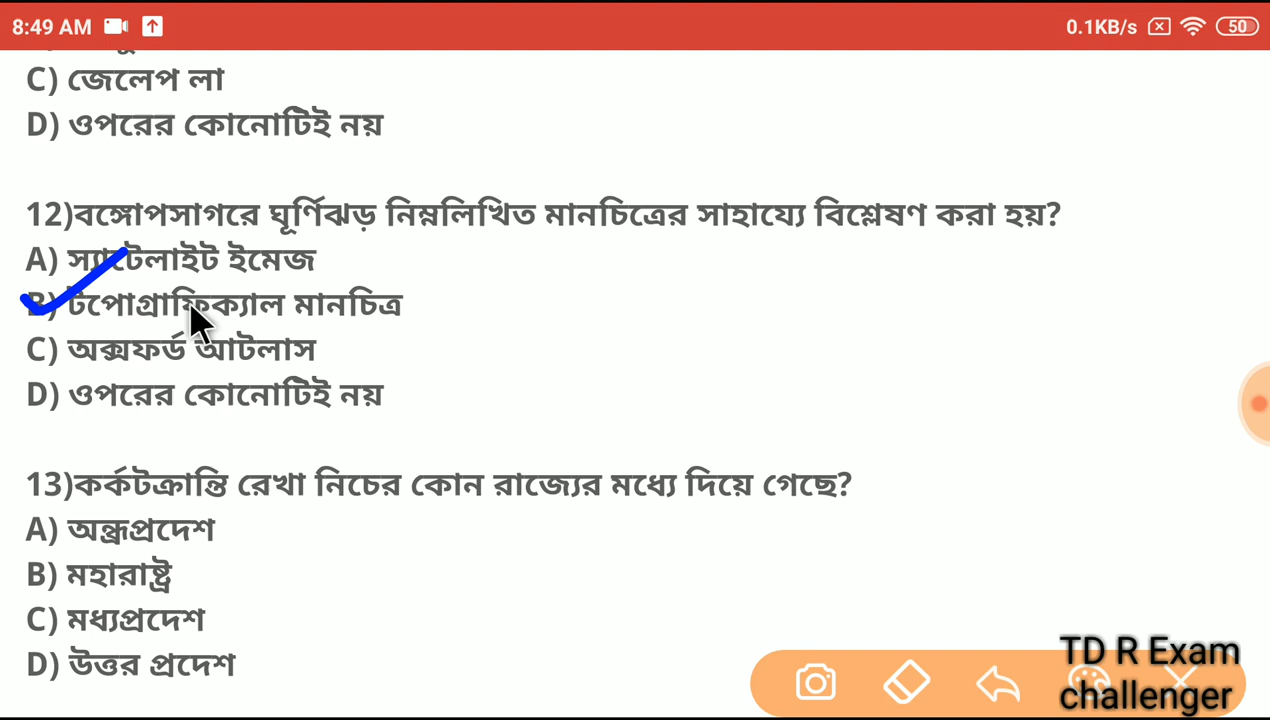 8:49 AM 0.1KB/s 50
C) জেলেপ লা
D) ওপরের কোনোটিই নয়
12)বঙ্গোপসাগরে ঘূর্ণিঝড় নিম্নলিখিত মানচিত্রের সাহায্যে বিশ্লেষণ করা হয়?
A) স্যাটেলাইট ইমেজ
B) টপোগ্রাফিক্যাল মানচিত্র
C) অক্সফর্ড আটলাস
D) ওপরের কোনোটিই নয়
13)কর্কটক্রান্তি রেখা নিচের কোন রাজ্যের মধ্যে দিয়ে গেছে?
A) অন্ধ্রপ্রদেশ
B) মহারাষ্ট্র
C) মধ্যপ্রদেশ
D) উত্তর প্রদেশ
TD R Exam
challenger